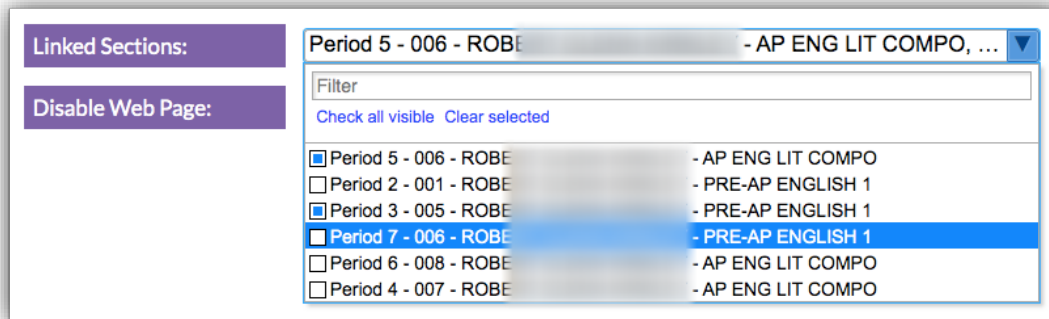 Linked Sections:
Period 5 - 006 - ROBE - AP ENG LIT COMPO, ...
Filter
Disable Web Page:
Check all visible Clear selected
Period 5 - 006 - ROBE - AP ENG LIT COMPO
Period 2 - 001 - ROBE - PRE-AP ENGLISH 1
Period 3 - 005 - ROBE - PRE-AP ENGLISH 1
Period 7 - 006 - ROBE - PRE-AP ENGLISH 1
Period 6 - 008 - ROBE - AP ENG LIT COMPO
Period 4 - 007 - ROBE - AP ENG LIT COMPO